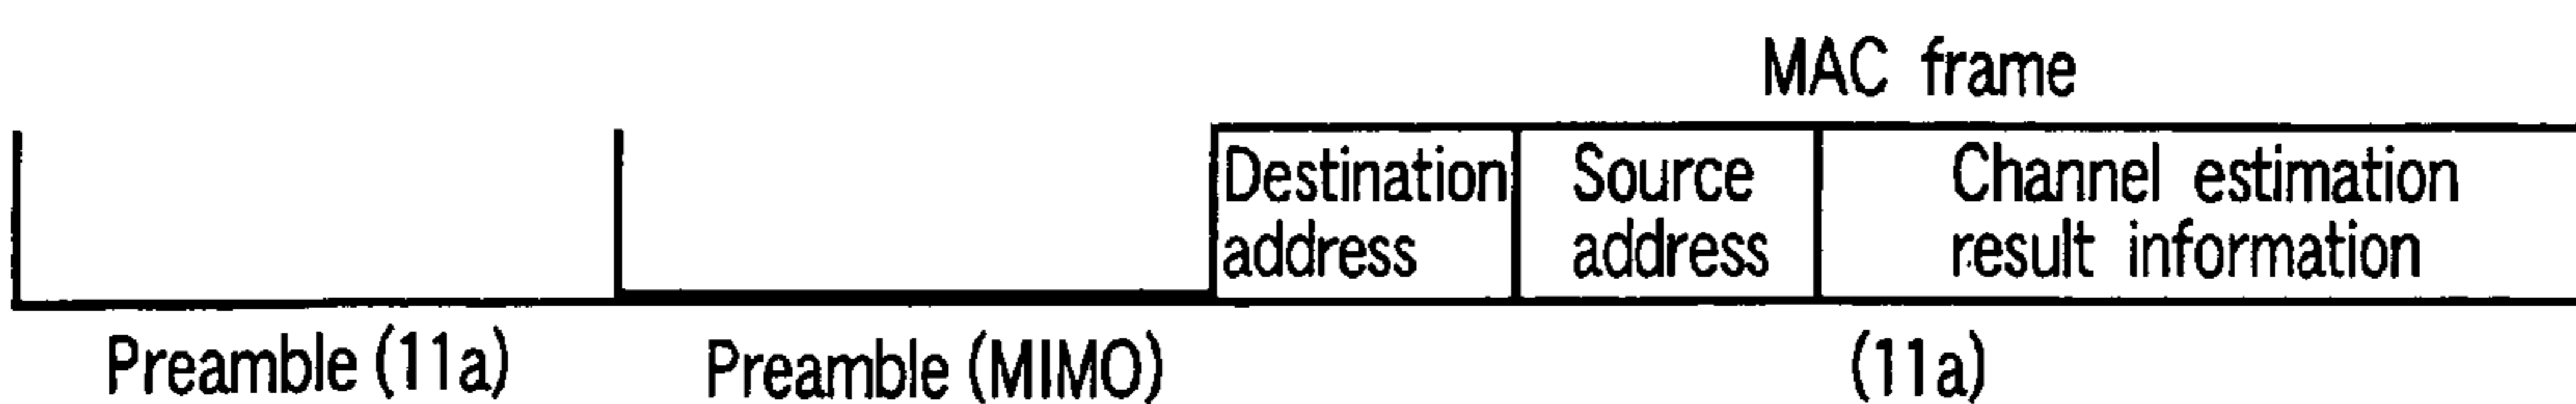 MAC frame
Destination address
Source address
Channel estimation result information
Preamble (11a)
Preamble (MIMO)
(11a)